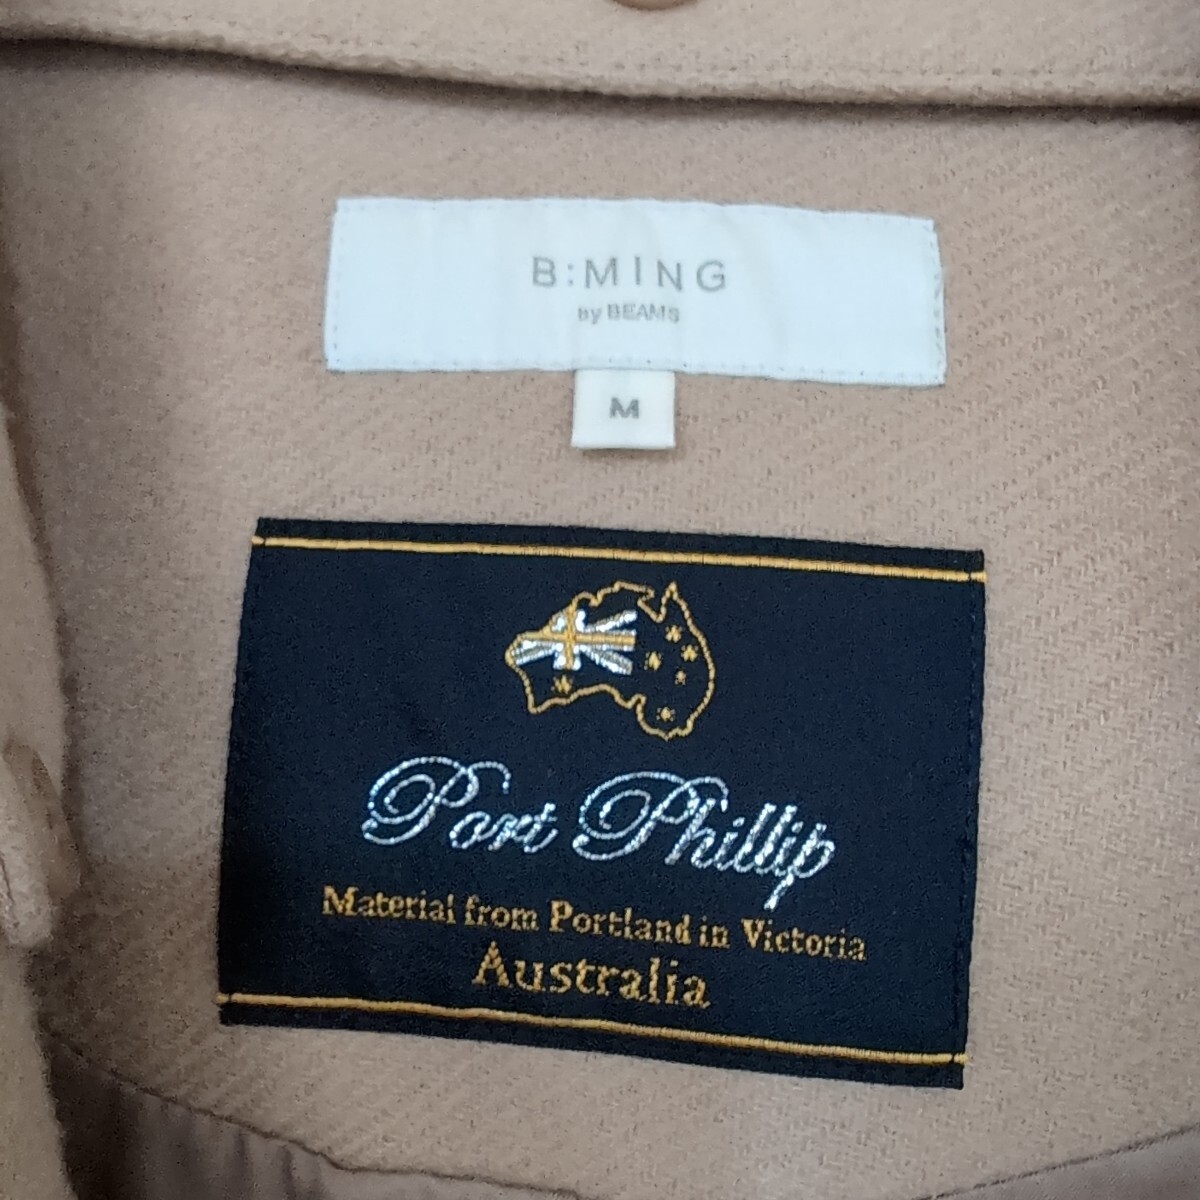 B:MING
by BEAMS
M
Port Phillip
Material from Portland in Victoria
Australia